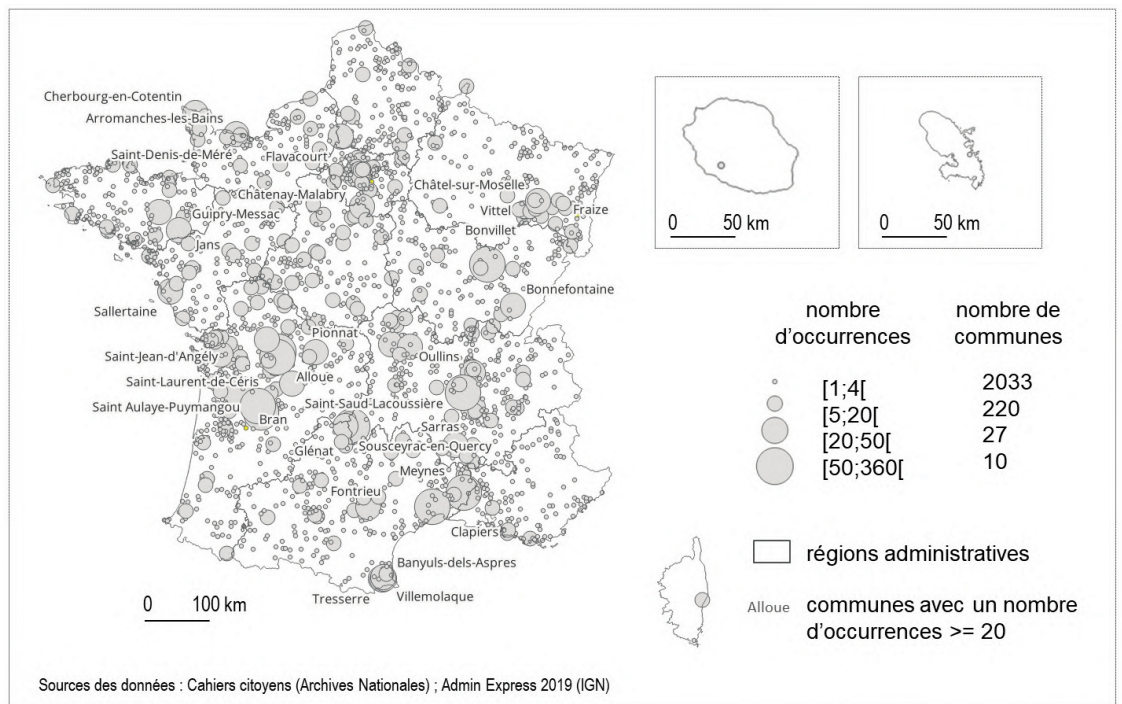 Cherbourg-en-Cotentin
Arromanches-les-Bains
Saint-Denis-de-Méré
Flavacourt
Châtenay-Malabry
Châtel-sur-Moselle
Guipry-Messac
Vittel
Fraize
Bonvillet
Jans
Bonnefontaine
Sallertaine
Pionnat
Saint-Jean-d'Angély
Oullins
Saint-Laurent-de-Céris
Alloue
Saint Aulaye-Puymangou
Saint-Saud-Lacoussière
Bran
Sarras
Glénat
Sousceyrac-en-Quercy
Meynes
Fontrieu
Clapiers
Banyuls-dels-Aspres
Tresserre
Villemolaque
0 100 km
0 50 km
0 50 km
nombre d'occurrences
nombre de communes
[1;4[ 2033
[5;20[ 220
[20;50[ 27
[50;360[ 10
régions administratives
Alloue communes avec un nombre
d'occurrences >= 20
Sources des données : Cahiers citoyens (Archives Nationales) ; Admin Express 2019 (IGN)